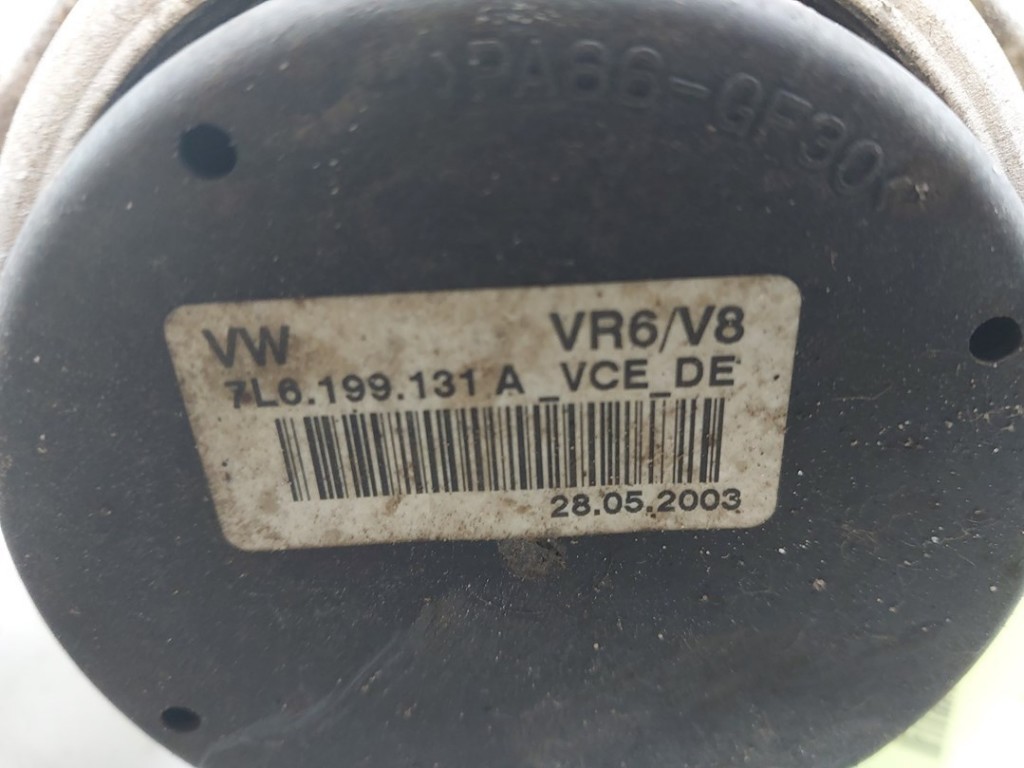 >PA66-GF30<
VW VR6/V8
7L6.199.131 A _VCE_DE
28.05.2003